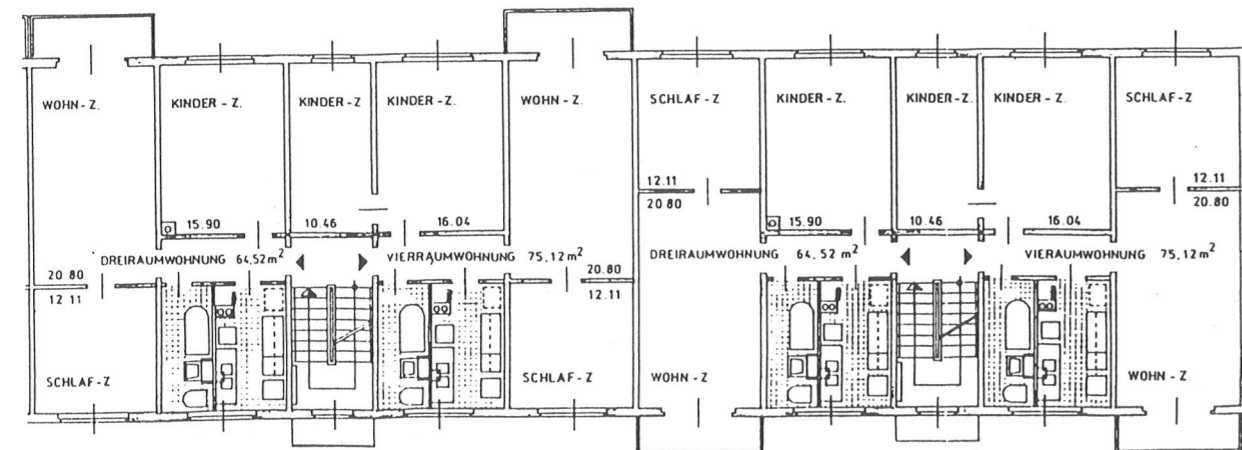 WOHN-Z.
KINDER-Z.
KINDER-Z
KINDER-Z.
WOHN-Z.
SCHLAF-Z
KINDER-Z.
KINDER-Z.
KINDER-Z.
SCHLAF-Z
12.11
20.80
12.11
20.80
15.90
10.46
16.04
15.90
10.46
16.04
DREIRAUMWOHNUNG 64,52 m²
VIERRAUMWOHNUNG 75,12 m²
DREIRAUMWOHNUNG 64,52 m²
VIERAUMWOHNUNG 75,12 m²
20.80
12.11
20.80
12.11
SCHLAF-Z
SCHLAF-Z
WOHN-Z
WOHN-Z.